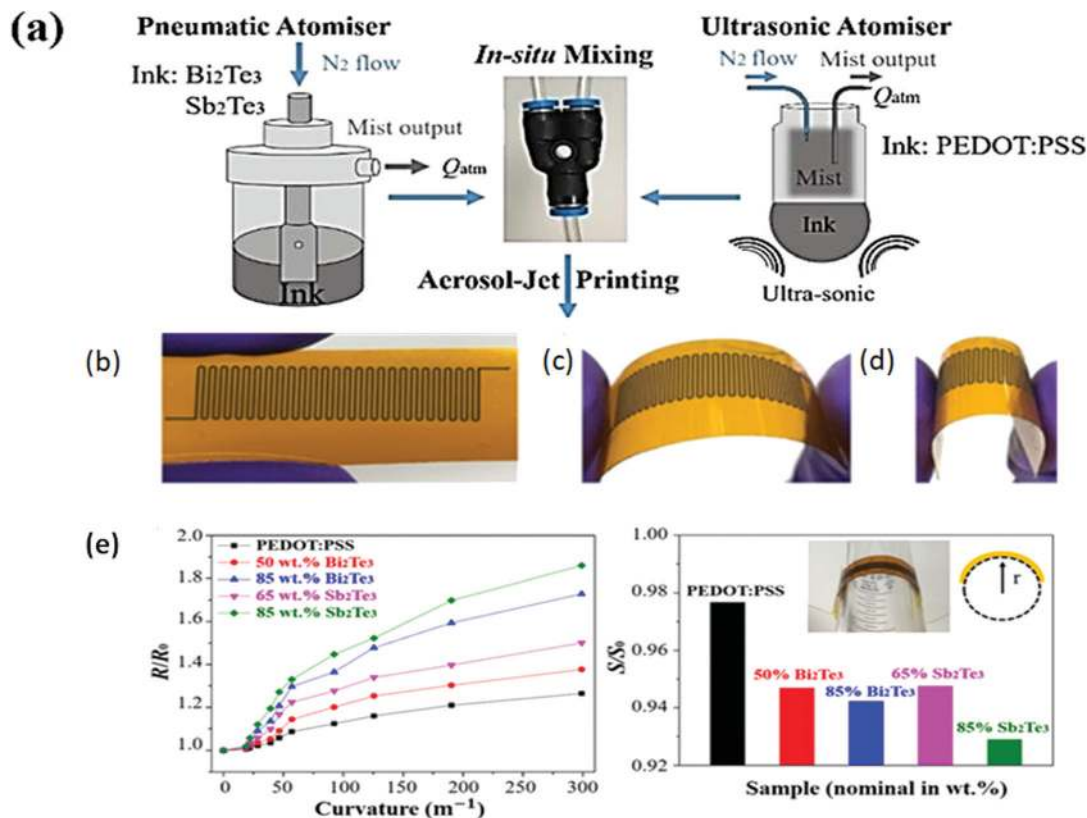 (a)
Pneumatic Atomiser
N₂ flow
Ink: Bi₂Te₃
Sb₂Te₃
Mist output
Qatm
Ink
In-situ Mixing
Ultrasonic Atomiser
N₂ flow
Mist output
Qatm
Ink: PEDOT:PSS
Mist
Ink
Ultra-sonic
Aerosol-Jet Printing
(b)
(c)
(d)
(e)
R/R₀
2.0
1.8
1.6
1.4
1.2
1.0
PEDOT:PSS
50 wt.% Bi₂Te₃
85 wt.% Bi₂Te₃
65 wt.% Sb₂Te₃
85 wt.% Sb₂Te₃
0 50 100 150 200 250 300
Curvature (m⁻¹)
S/S₀
1.00
0.98
0.96
0.94
0.92
PEDOT:PSS
50% Bi₂Te₃
85% Bi₂Te₃
65% Sb₂Te₃
85% Sb₂Te₃
r
Sample (nominal in wt.%)